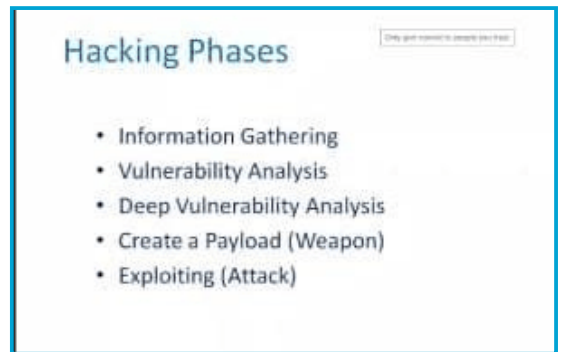 Hacking Phases
• Information Gathering
• Vulnerability Analysis
• Deep Vulnerability Analysis
• Create a Payload (Weapon)
• Exploiting (Attack)